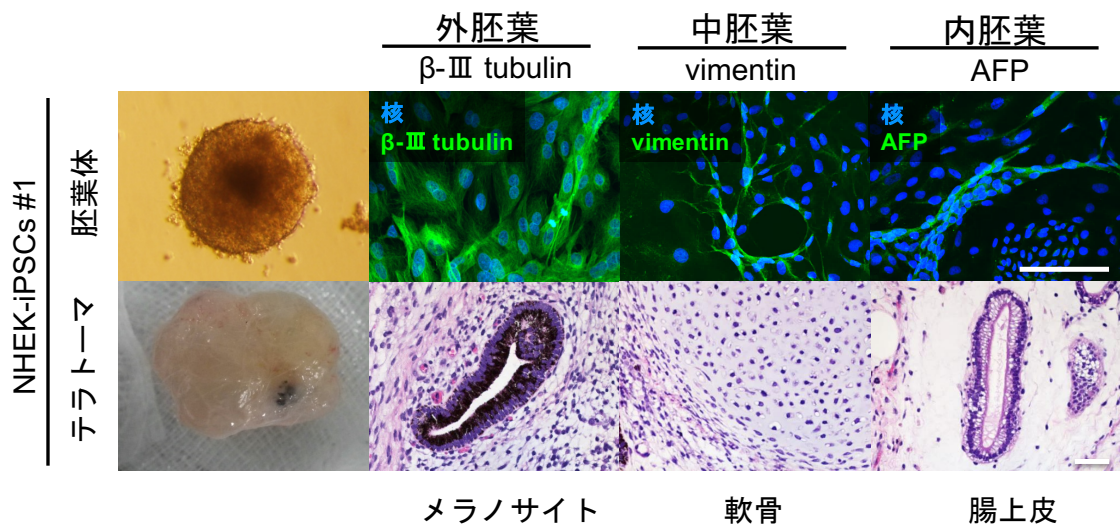 外胚葉
中胚葉
内胚葉
β-Ⅲ tubulin
vimentin
AFP
NHEK-iPSCs #1
胚葉体
核
β-Ⅲ tubulin
核
vimentin
核
AFP
テラトーマ
メラノサイト
軟骨
腸上皮